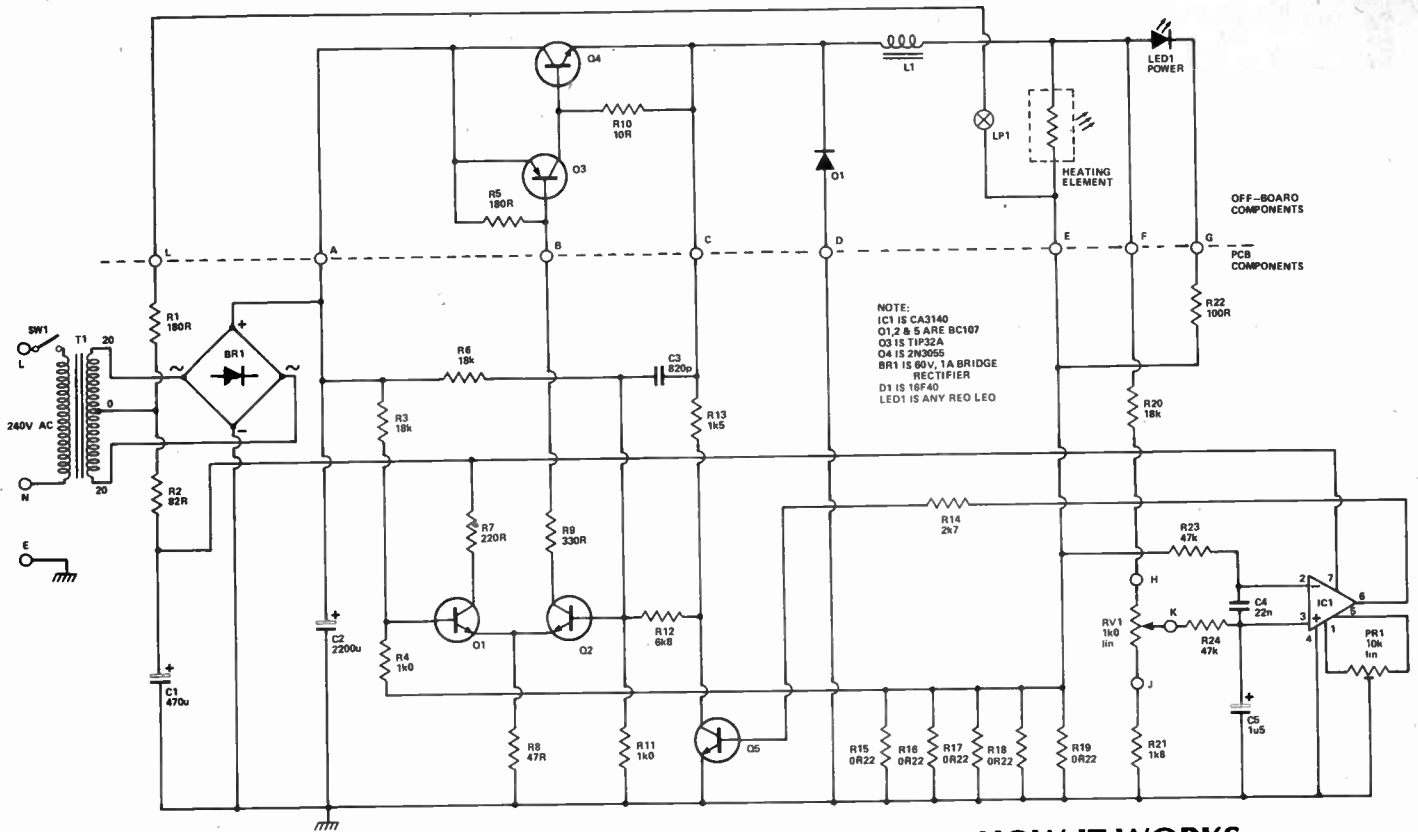 Q4
LED1
POWER
L1
R10
10R
LP1
Q3
D1
HEATING
ELEMENT
R5
180R
OFF-BOARD
COMPONENTS
L
A
B
C
D
E
F
G
PCB
COMPONENTS
R1
180R
R22
100R
NOTE:
IC1 IS CA3140
Q1,2 & 5 ARE BC107
Q3 IS TIP32A
Q4 IS 2N3055
BR1 IS 60V, 1A BRIDGE
RECTIFIER
D1 IS 16F40
LED1 IS ANY RED LED
SW1
T1
20
BR1
+
~
~
-
L
0
240V AC
20
N
E
R6
18k
C3
820p
R3
18k
R13
1k5
R20
18k
R2
82R
R7
220R
R9
330R
R14
2k7
R23
47k
H
2
7
6
IC1
5
3
1
4
C4
22n
RV1
1k0
lin
K
R24
47k
PR1
10k
lin
J
+
C2
2200u
R4
1k0
Q1
Q2
R12
6k8
+
C1
470u
R8
47R
R11
1k0
Q5
R15
0R22
R16
0R22
R17
0R22
R18
0R22
R19
0R22
R21
1k8
+
C5
1u5
HOW IT WORKS